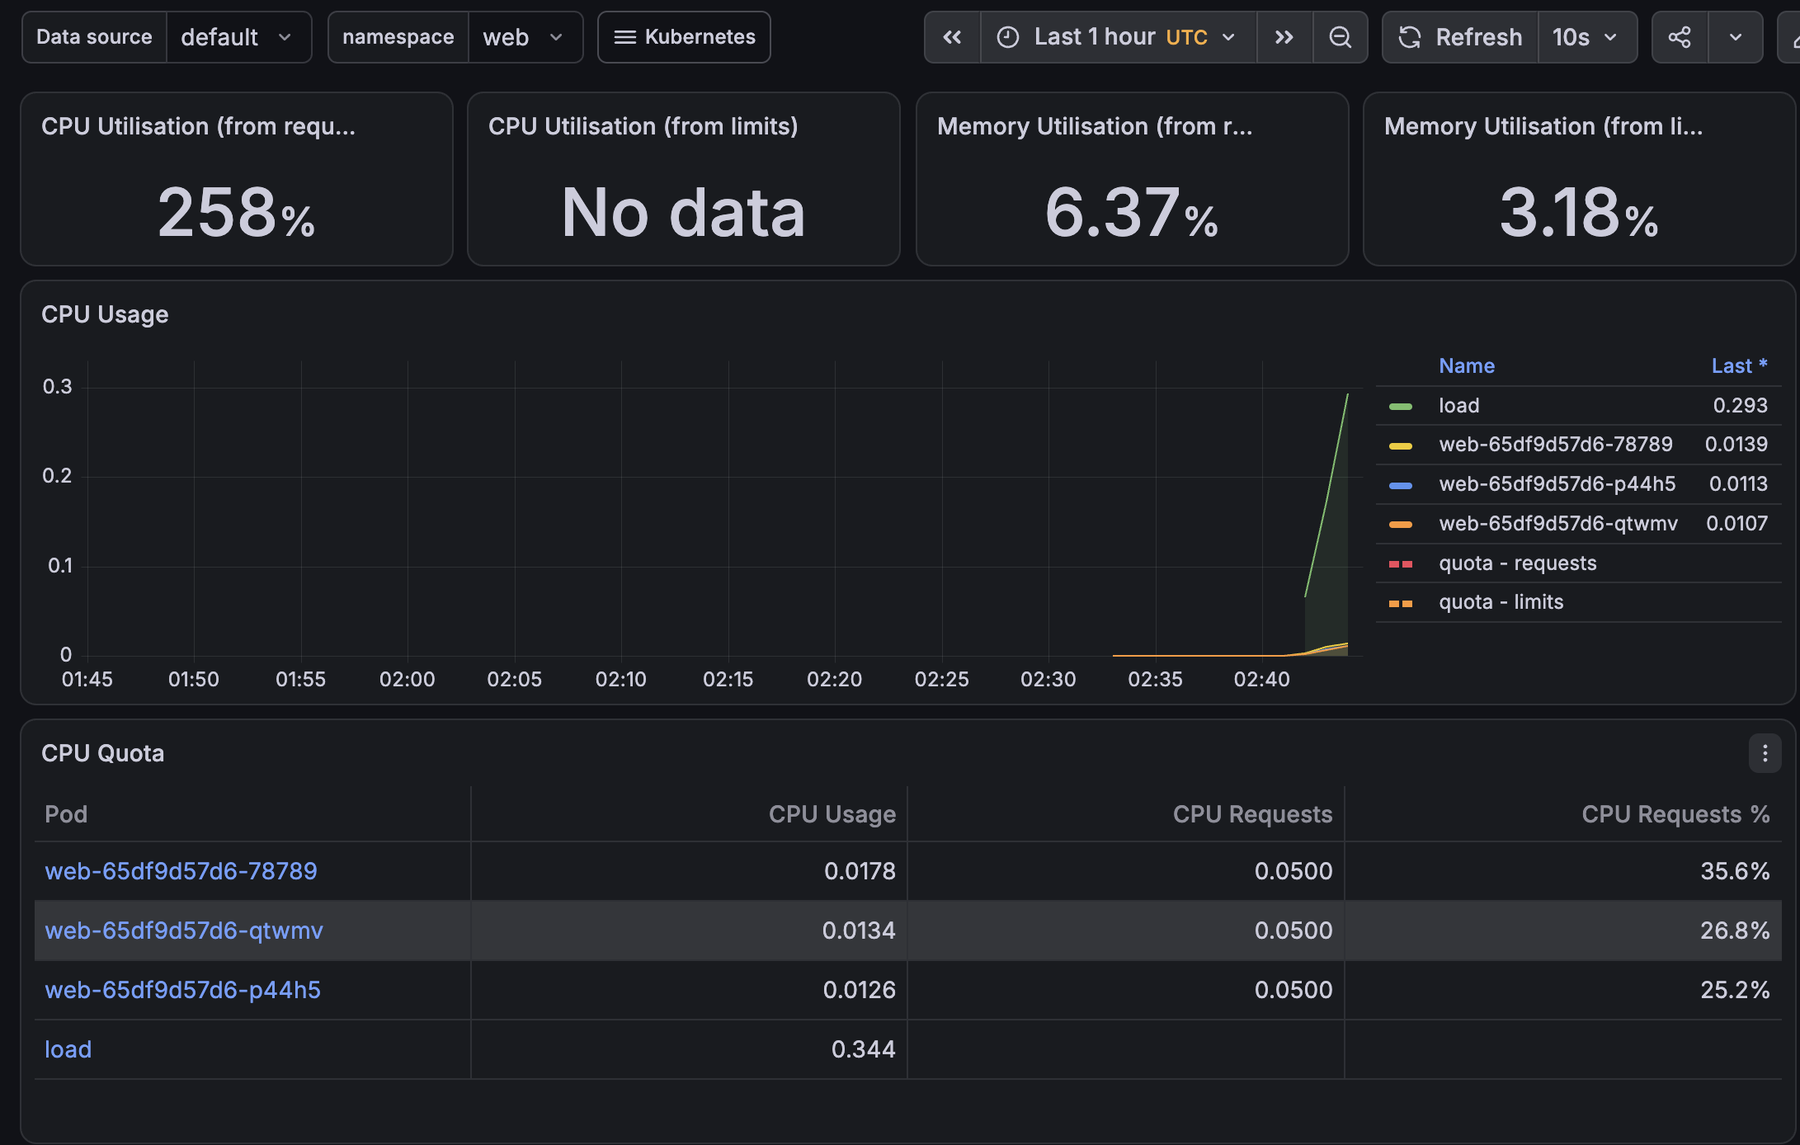 Data source default namespace web Kubernetes Last 1 hour UTC Refresh 10s
CPU Utilisation (from requ...
258%
CPU Utilisation (from limits)
No data
Memory Utilisation (from r...
6.37%
Memory Utilisation (from li...
3.18%
CPU Usage
0.3
0.2
0.1
0
01:45 01:50 01:55 02:00 02:05 02:10 02:15 02:20 02:25 02:30 02:35 02:40
Name Last *
load 0.293
web-65df9d57d6-78789 0.0139
web-65df9d57d6-p44h5 0.0113
web-65df9d57d6-qtwmv 0.0107
quota - requests
quota - limits
CPU Quota
Pod CPU Usage CPU Requests CPU Requests %
web-65df9d57d6-78789 0.0178 0.0500 35.6%
web-65df9d57d6-qtwmv 0.0134 0.0500 26.8%
web-65df9d57d6-p44h5 0.0126 0.0500 25.2%
load 0.344